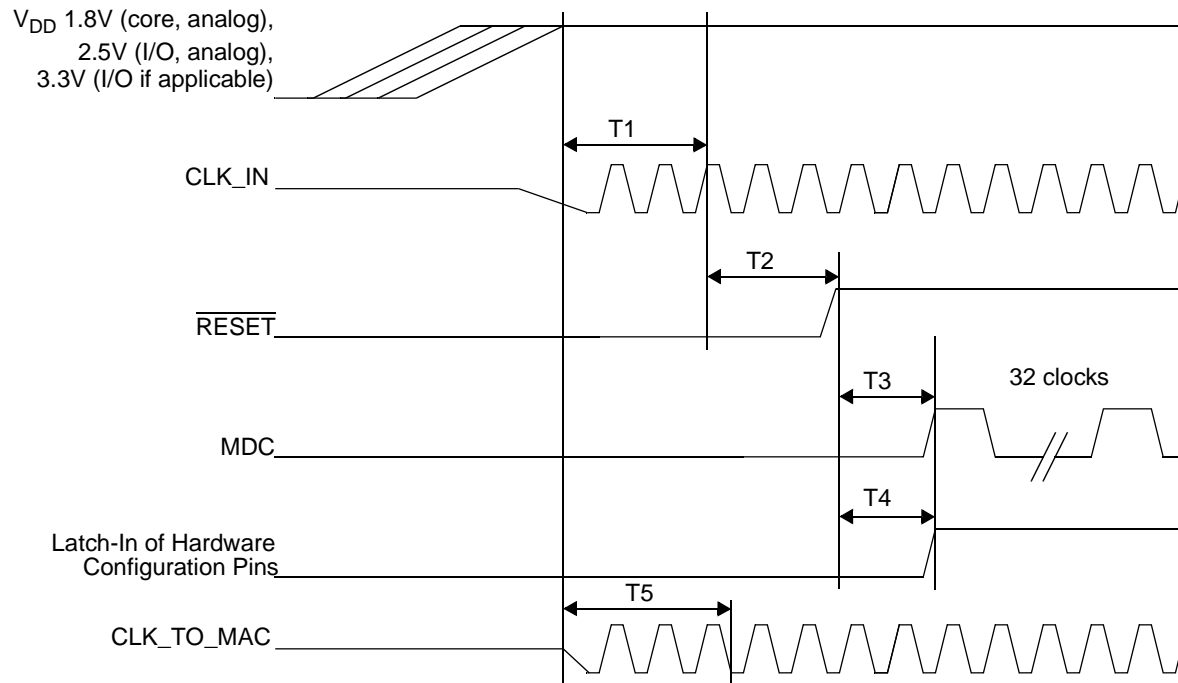 VDD 1.8V (core, analog),
2.5V (I/O, analog),
3.3V (I/O if applicable)
T1
CLK_IN
T2
RESET
T3
32 clocks
MDC
T4
Latch-In of Hardware
Configuration Pins
T5
CLK_TO_MAC